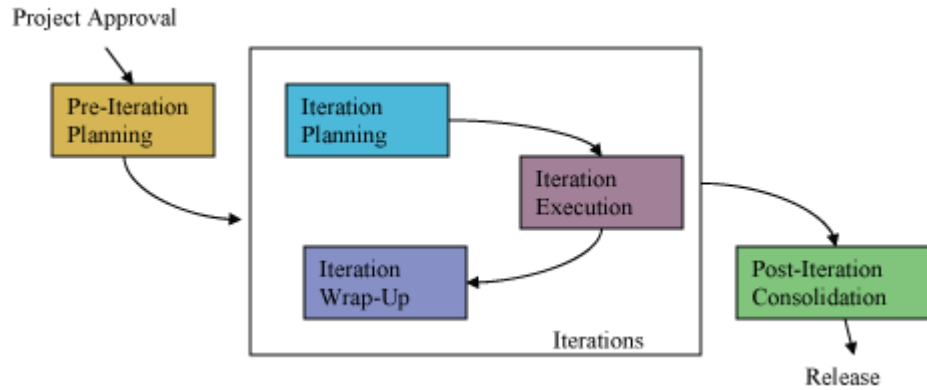 Project Approval
Pre-Iteration
Planning
Iteration
Planning
Iteration
Execution
Iteration
Wrap-Up
Iterations
Post-Iteration
Consolidation
Release